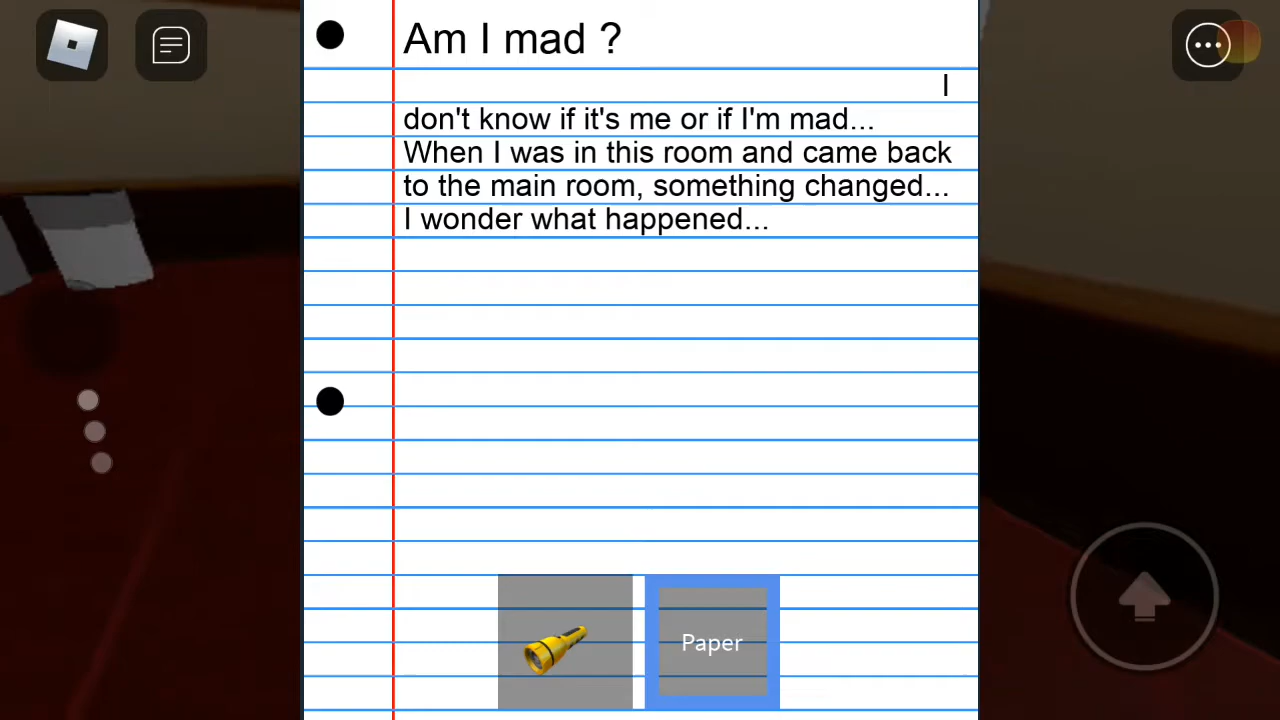 Am I mad ?
I
don't know if it's me or if I'm mad...
When I was in this room and came back
to the main room, something changed...
I wonder what happened...
Paper